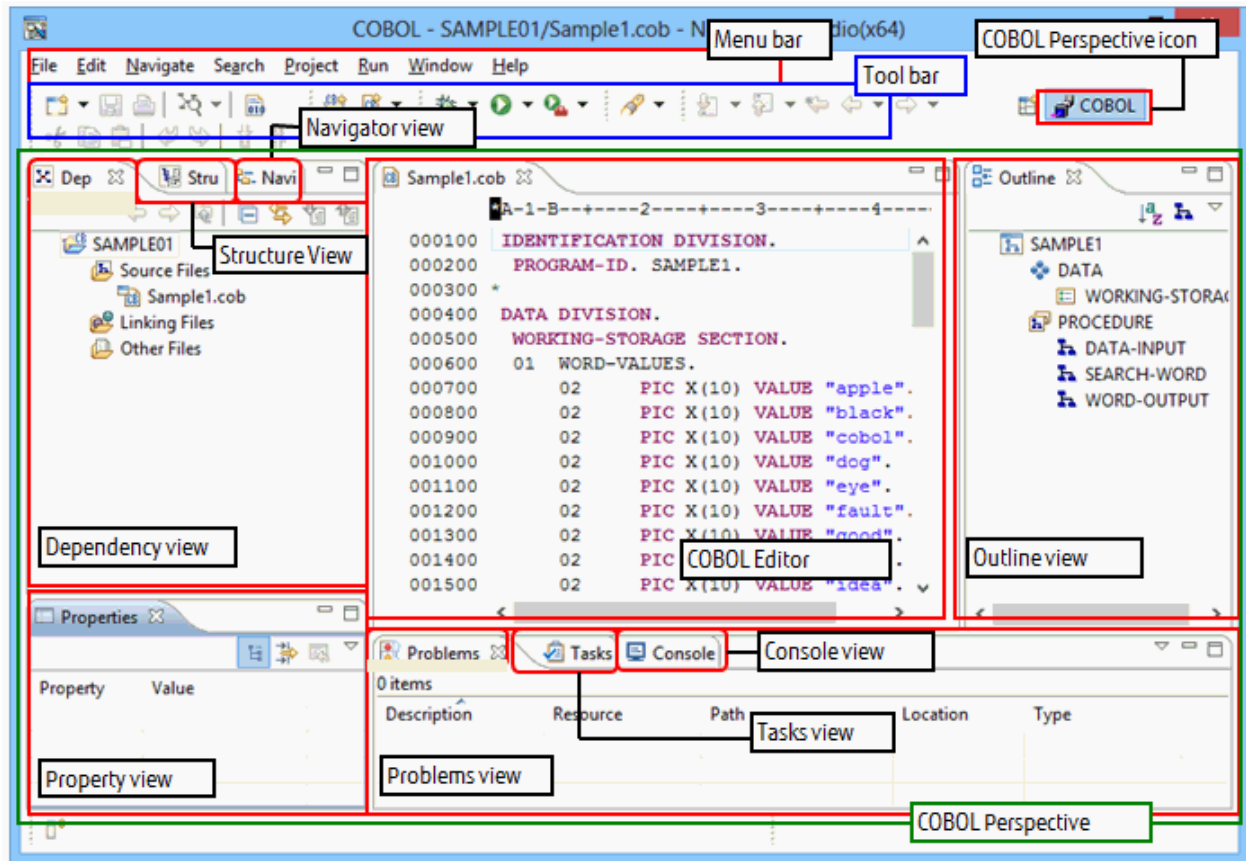 COBOL - SAMPLE01/Sample1.cob - N dio(x64)
Menu bar
COBOL Perspective icon
File Edit Navigate Search Project Run Window Help
Tool bar
COBOL
Navigator view
Dep Stru Navi
Sample1.cob
Outline
*A-1-B--+----2----+----3----+----4----
Structure View
SAMPLE01
Source Files
Sample1.cob
Linking Files
Other Files
000100 IDENTIFICATION DIVISION.
000200 PROGRAM-ID. SAMPLE1.
000300 *
000400 DATA DIVISION.
000500 WORKING-STORAGE SECTION.
000600 01 WORD-VALUES.
000700 02 PIC X(10) VALUE "apple".
000800 02 PIC X(10) VALUE "black".
000900 02 PIC X(10) VALUE "cobol".
001000 02 PIC X(10) VALUE "dog".
001100 02 PIC X(10) VALUE "eye".
001200 02 PIC X(10) VALUE "fault".
001300 02 PIC X(10) VALUE "good".
001400 02 .
001500 02 PIC X(10) VALUE "idea".
SAMPLE1
DATA
WORKING-STORAG
PROCEDURE
DATA-INPUT
SEARCH-WORD
WORD-OUTPUT
Dependency view
COBOL Editor
Outline view
Properties
Property Value
Property view
Problems Tasks Console
Console view
0 items
Description Resource Path Location Type
Tasks view
Problems view
COBOL Perspective